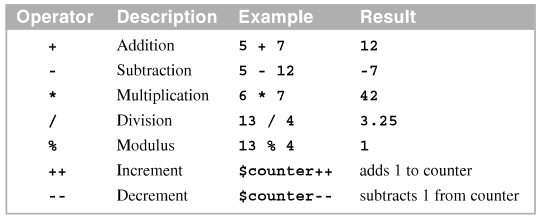 Operator Description Example Result
+ Addition 5 + 7 12
- Subtraction 5 - 12 -7
* Multiplication 6 * 7 42
/ Division 13 / 4 3.25
% Modulus 13 % 4 1
++ Increment $counter++ adds 1 to counter
-- Decrement $counter-- subtracts 1 from counter